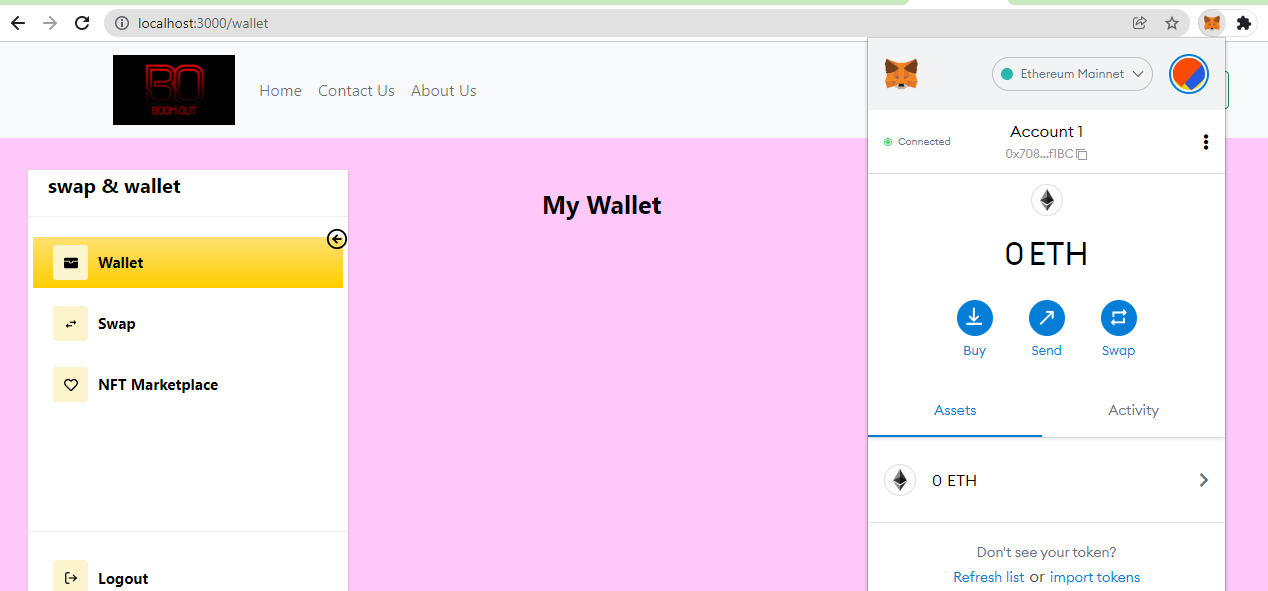 localhost:3000/wallet
BO
BOOM OUT
Home Contact Us About Us
swap & wallet
Wallet
Swap
NFT Marketplace
Logout
My Wallet
Ethereum Mainnet
Connected
Account 1
0x708...f1BC
0 ETH
Buy Send Swap
Assets Activity
0 ETH
Don't see your token?
Refresh list or import tokens